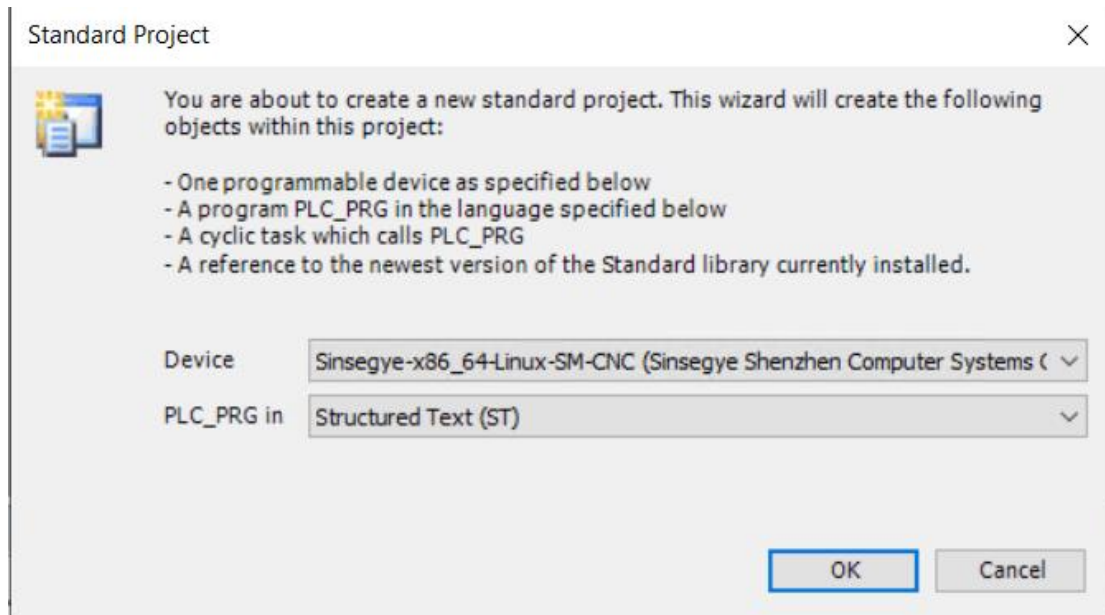 Standard Project
You are about to create a new standard project. This wizard will create the following
objects within this project:
- One programmable device as specified below
- A program PLC_PRG in the language specified below
- A cyclic task which calls PLC_PRG
- A reference to the newest version of the Standard library currently installed.
Device Sinsegye-x86_64-Linux-SM-CNC (Sinsegye Shenzhen Computer Systems C
PLC_PRG in Structured Text (ST)
OK Cancel